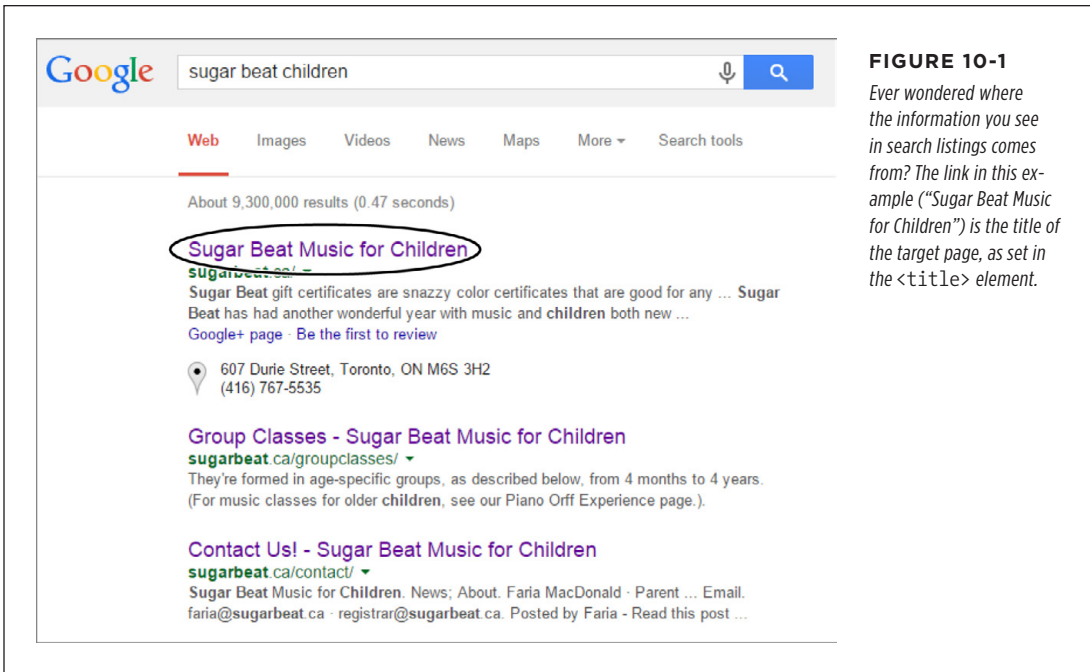 Google
sugar beat children
Web Images Videos News Maps More Search tools
About 9,300,000 results (0.47 seconds)
Sugar Beat Music for Children
sugarbeat.ca/
Sugar Beat gift certificates are snazzy color certificates that are good for any ... Sugar
Beat has had another wonderful year with music and children both new ...
Google+ page · Be the first to review
607 Durie Street, Toronto, ON M6S 3H2
(416) 767-5535
Group Classes - Sugar Beat Music for Children
sugarbeat.ca/groupclasses/
They're formed in age-specific groups, as described below, from 4 months to 4 years.
(For music classes for older children, see our Piano Orff Experience page.).
Contact Us! - Sugar Beat Music for Children
sugarbeat.ca/contact/
Sugar Beat Music for Children. News; About. Faria MacDonald · Parent ... Email.
faria@sugarbeat.ca · registrar@sugarbeat.ca. Posted by Faria - Read this post ...
FIGURE 10-1
Ever wondered where
the information you see
in search listings comes
from? The link in this ex-
ample (“Sugar Beat Music
for Children”) is the title of
the target page, as set in
the <title> element.